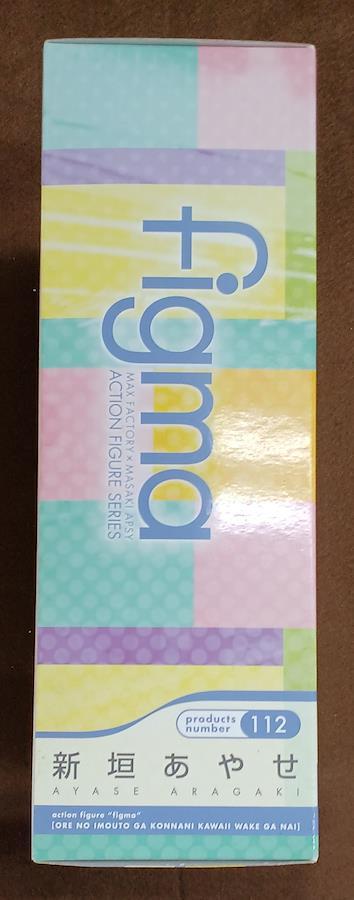 figma
MAX FACTORY × MASAKI APSY
ACTION FIGURE SERIES
products
number
112
新垣あやせ
AYASE ARAGAKI
action figure "figma"
[ORE NO IMOUTO GA KONNANI KAWAII WAKE GA NAI]